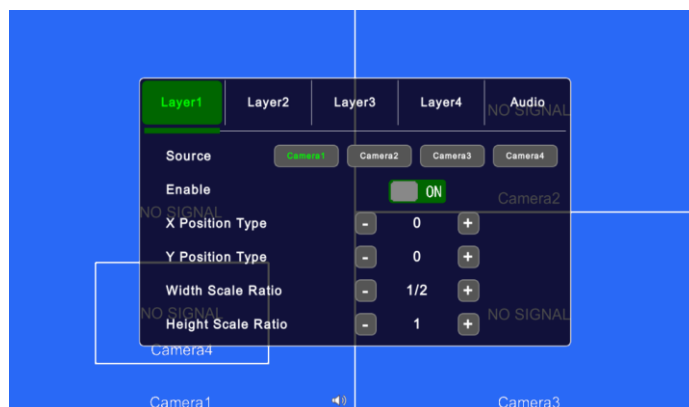 Layer1 Layer2 Layer3 Layer4 Audio
NO SIGNAL
Source Camera1 Camera2 Camera3 Camera4
Enable ON
Camera2
NO SIGNAL
X Position Type - 0 +
Y Position Type - 0 +
Width Scale Ratio - 1/2 +
NO SIGNAL NO SIGNAL
Height Scale Ratio - 1 +
Camera4
Camera1 Camera3